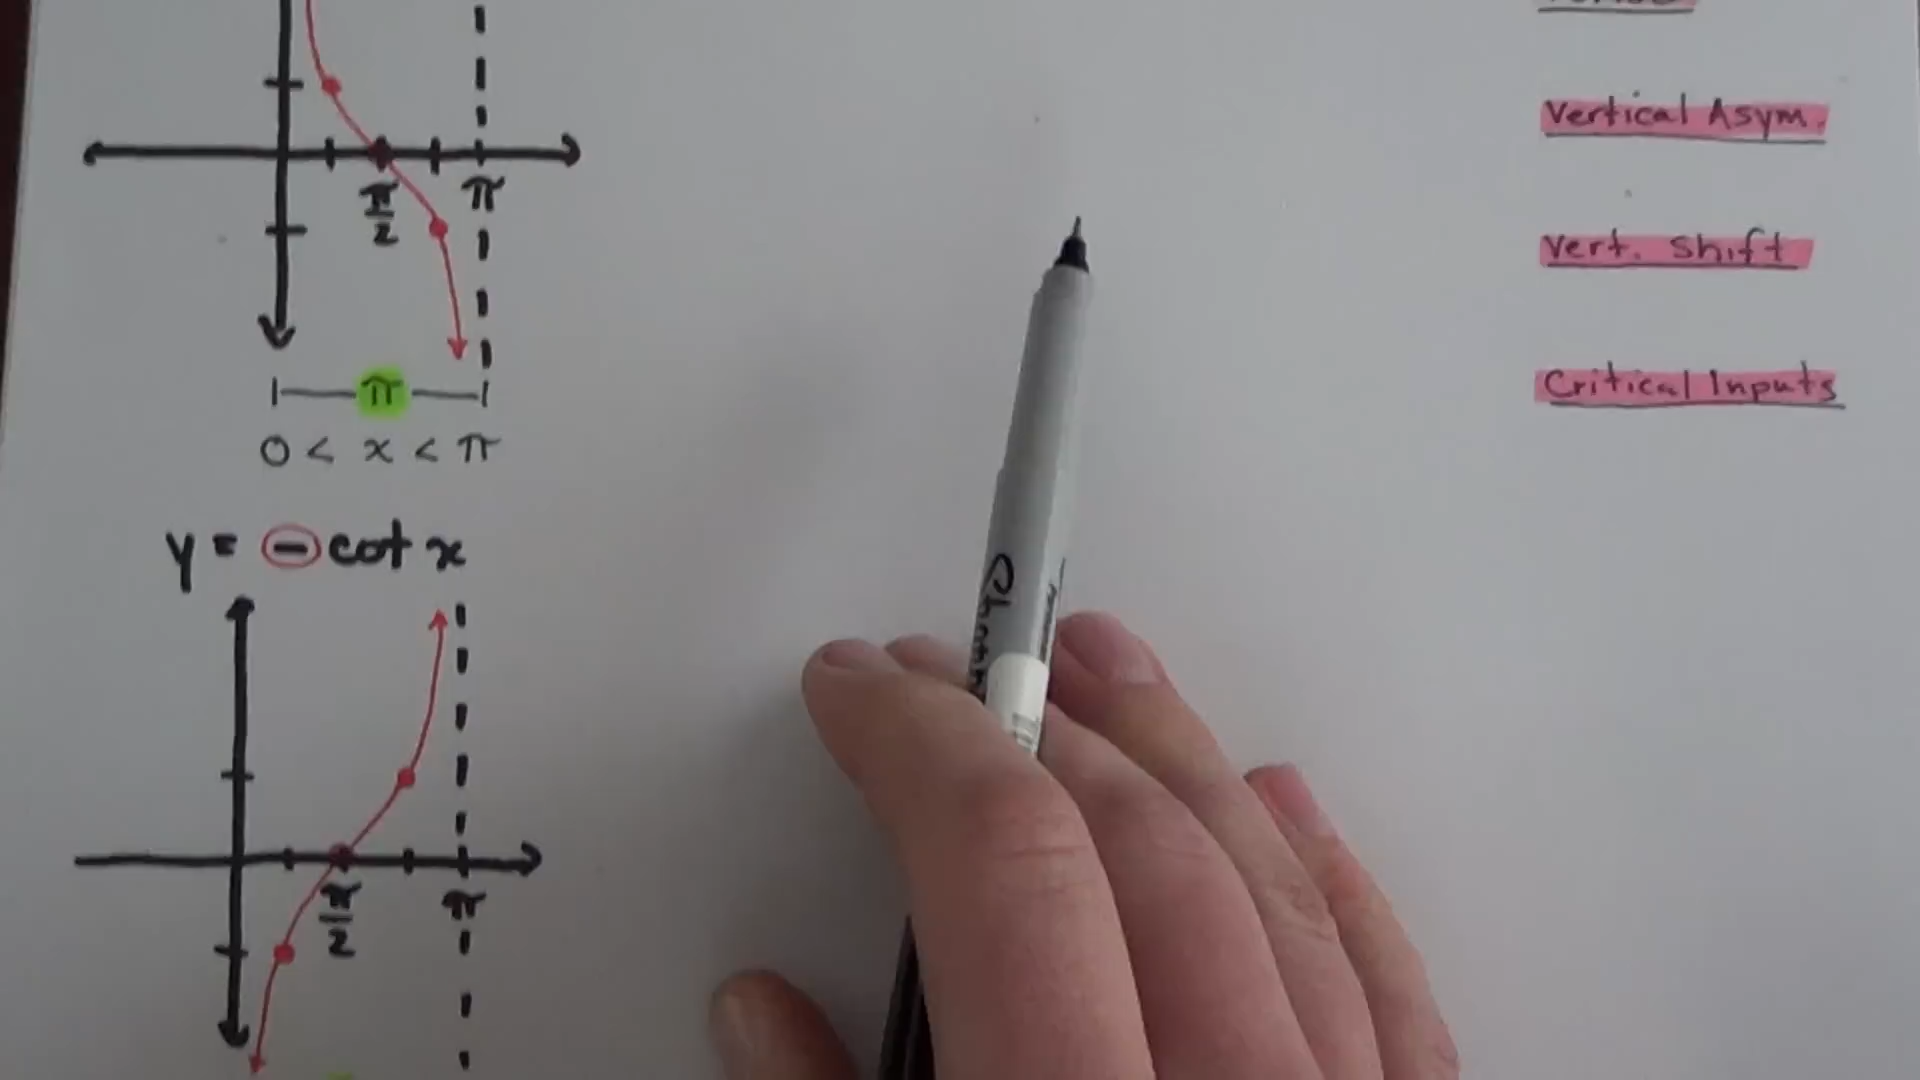 π/2 π
π
0 < x < π
y = - cot x
π/2 π
Vertical Asym.
Vert. Shift
Critical Inputs